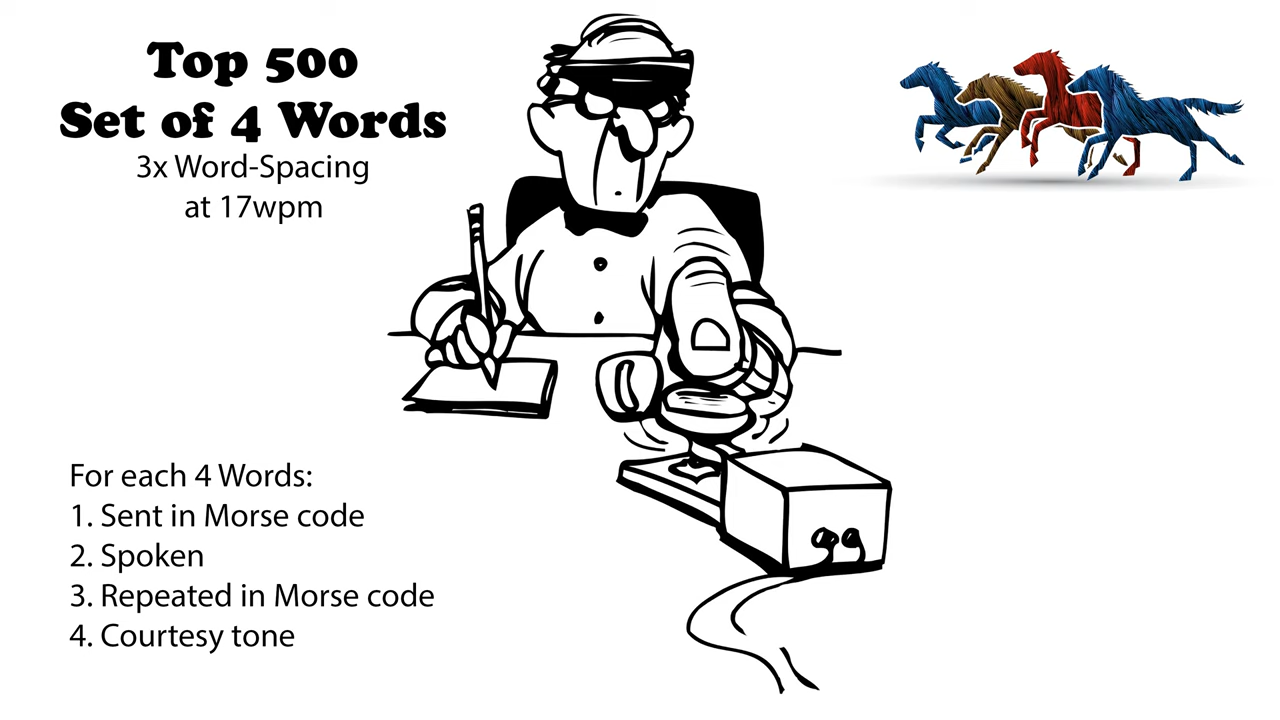 Top 500
Set of 4 Words
3x Word-Spacing
at 17wpm
For each 4 Words:
1. Sent in Morse code
2. Spoken
3. Repeated in Morse code
4. Courtesy tone